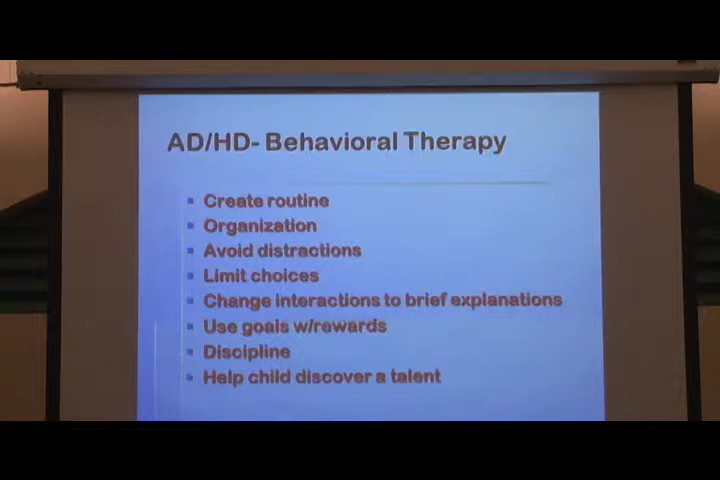 AD/HD- Behavioral Therapy
Create routine
Organization
Avoid distractions
Limit choices
Change interactions to brief explanations
Use goals w/rewards
Discipline
Help child discover a talent